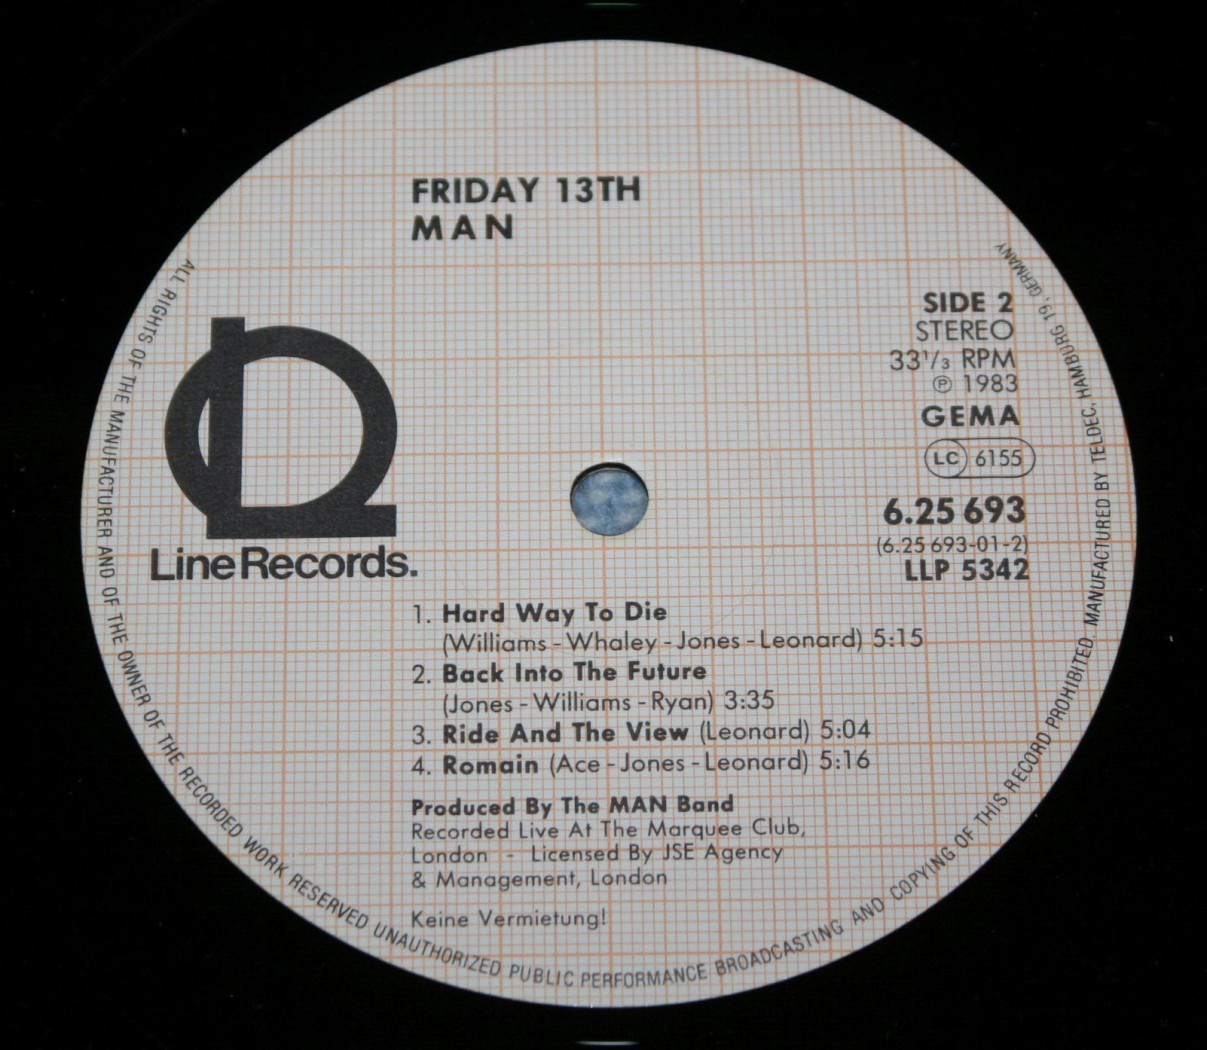 FRIDAY 13TH
MAN
SIDE 2
STEREO
33¹/₃ RPM
℗ 1983
GEMA
LC 6155
6.25 693
(6.25 693-01-2)
LLP 5342
Line Records.
1. Hard Way To Die
(Williams - Whaley - Jones - Leonard) 5:15
2. Back Into The Future
(Jones - Williams - Ryan) 3:35
3. Ride And The View (Leonard) 5:04
4. Romain (Ace - Jones - Leonard) 5:16
Produced By The MAN Band
Recorded Live At The Marquee Club,
London - Licensed By JSE Agency
& Management, London
Keine Vermietung!
ALL RIGHTS OF THE MANUFACTURER AND OF THE OWNER OF THE RECORDED WORK RESERVED UNAUTHORIZED PUBLIC PERFORMANCE BROADCASTING AND COPYING OF THIS RECORD PROHIBITED. MANUFACTURED BY TELDEC, HAMBURG 19, GERMANY